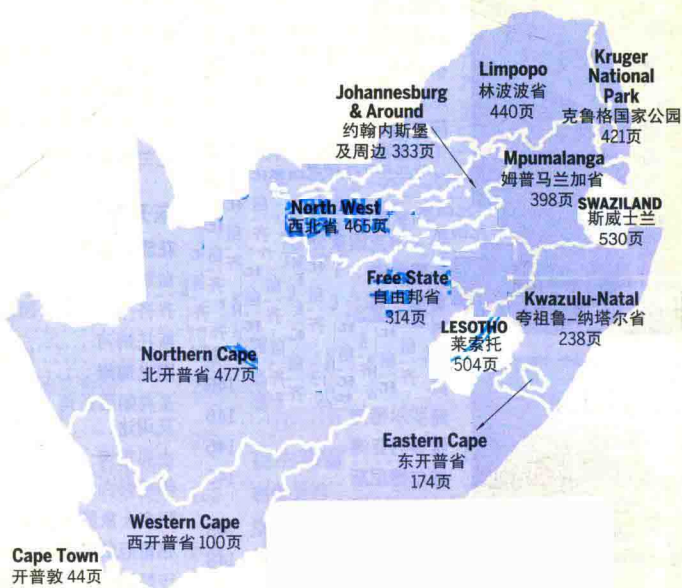 Limpopo
林波波省
440页
Kruger
National
Park
克鲁格国家公园
421页
Johannesburg
& Around
约翰内斯堡
及周边 333页
Mpumalanga
姆普马兰加省
398页
SWAZILAND
斯威士兰
530页
North West
西北省 465页
Free State
自由邦省
314页
Kwazulu-Natal
夸祖鲁–纳塔尔省
238页
LESOTHO
莱索托
504页
Northern Cape
北开普省 477页
Eastern Cape
东开普省
174页
Western Cape
西开普省 100页
Cape Town
开普敦 44页